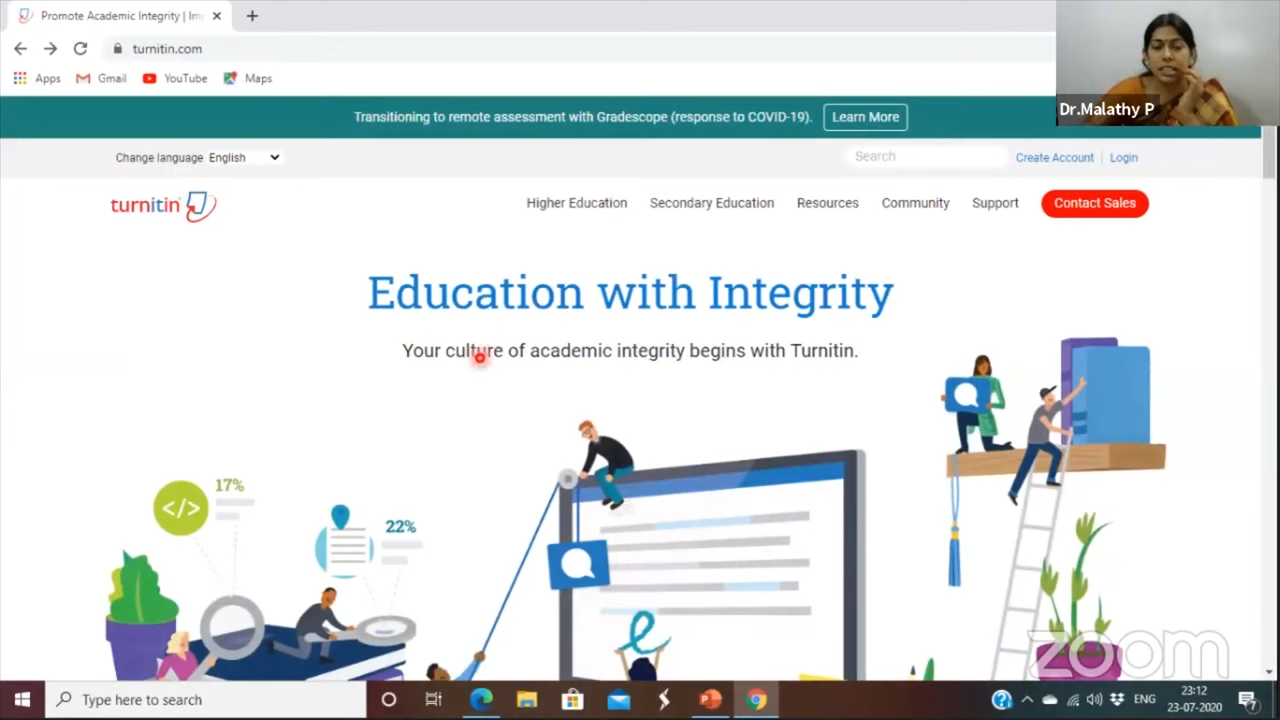 Promote Academic Integrity | Im
turnitin.com
Apps Gmail YouTube Maps
Dr.Malathy P
Transitioning to remote assessment with Gradescope (response to COVID-19). Learn More
Change language English Search Create Account Login
turnitin Higher Education Secondary Education Resources Community Support Contact Sales
Education with Integrity
Your culture of academic integrity begins with Turnitin.
17%
</>
22%
e
zoom
Type here to search ENG 23:12
23-07-2020
7